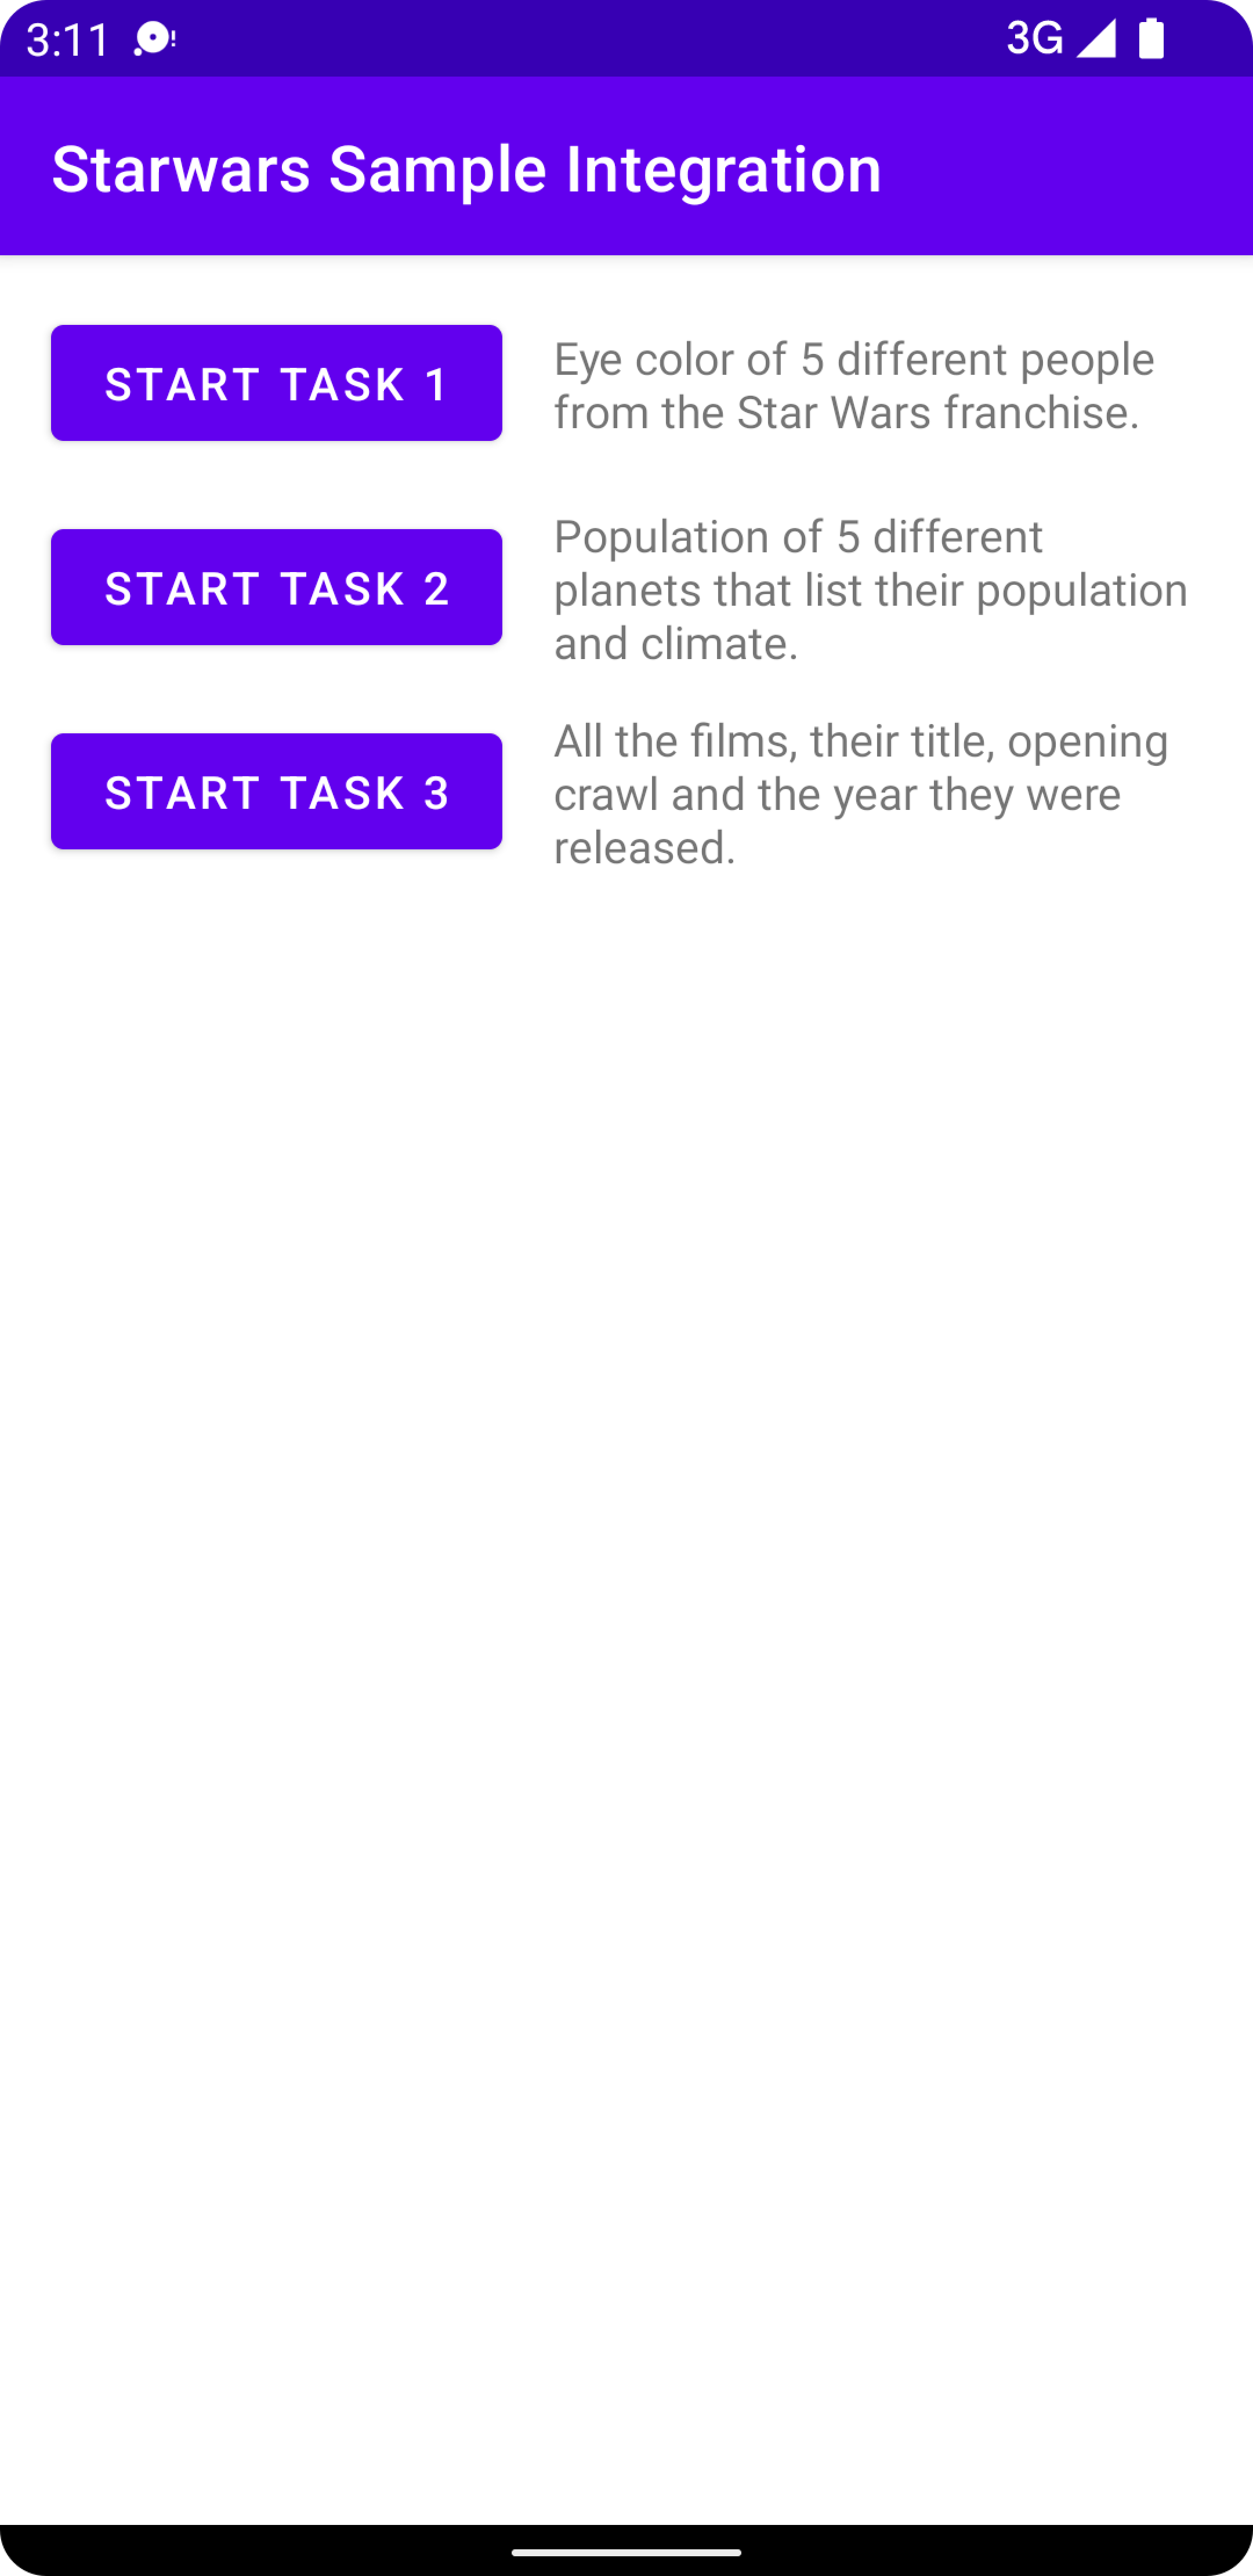 3:11
3G
Starwars Sample Integration
START TASK 1
Eye color of 5 different people
from the Star Wars franchise.
START TASK 2
Population of 5 different
planets that list their population
and climate.
START TASK 3
All the films, their title, opening
crawl and the year they were
released.